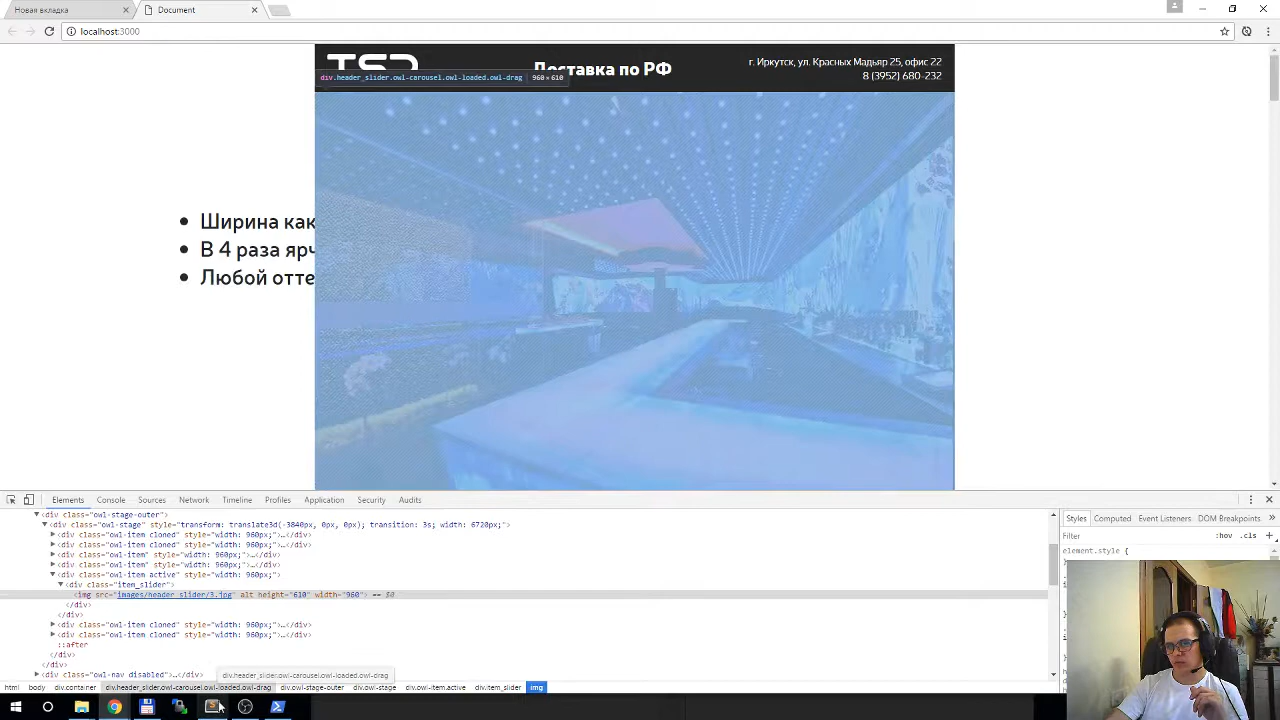 Новая вкладка
Document
localhost:3000
TSD
Доставка по РФ
г. Иркутск, ул. Красных Мадьяр 25, офис 22
8 (3952) 680-232
div.header_slider.owl-carousel.owl-loaded.owl-drag | 960×610
Ширина как
В 4 раза ярч
Любой отте
Elements Console Sources Network Timeline Profiles Application Security Audits
<div class="owl-stage-outer">
<div class="owl-stage" style="transform: translate3d(-3840px, 0px, 0px); transition: 3s; width: 6720px;">
<div class="owl-item cloned" style="width: 960px;">…</div>
<div class="owl-item cloned" style="width: 960px;">…</div>
<div class="owl-item" style="width: 960px;">…</div>
<div class="owl-item" style="width: 960px;">…</div>
<div class="owl-item active" style="width: 960px;">
<div class="item_slider">
<img src="images/header_slider/3.jpg" alt height="610" width="960"> == $0
</div>
</div>
<div class="owl-item cloned" style="width: 960px;">…</div>
<div class="owl-item cloned" style="width: 960px;">…</div>
::after
</div>
</div>
<div class="owl-nav disabled">…</div>
div.header_slider.owl-carousel.owl-loaded.owl-drag
html body div.container div.header_slider.owl-carousel.owl-loaded.owl-drag div.owl-stage-outer div.owl-stage div.owl-item.active div.item_slider img
Styles Computed Event Listeners DOM Breakpoints
Filter :hov .cls
element.style {